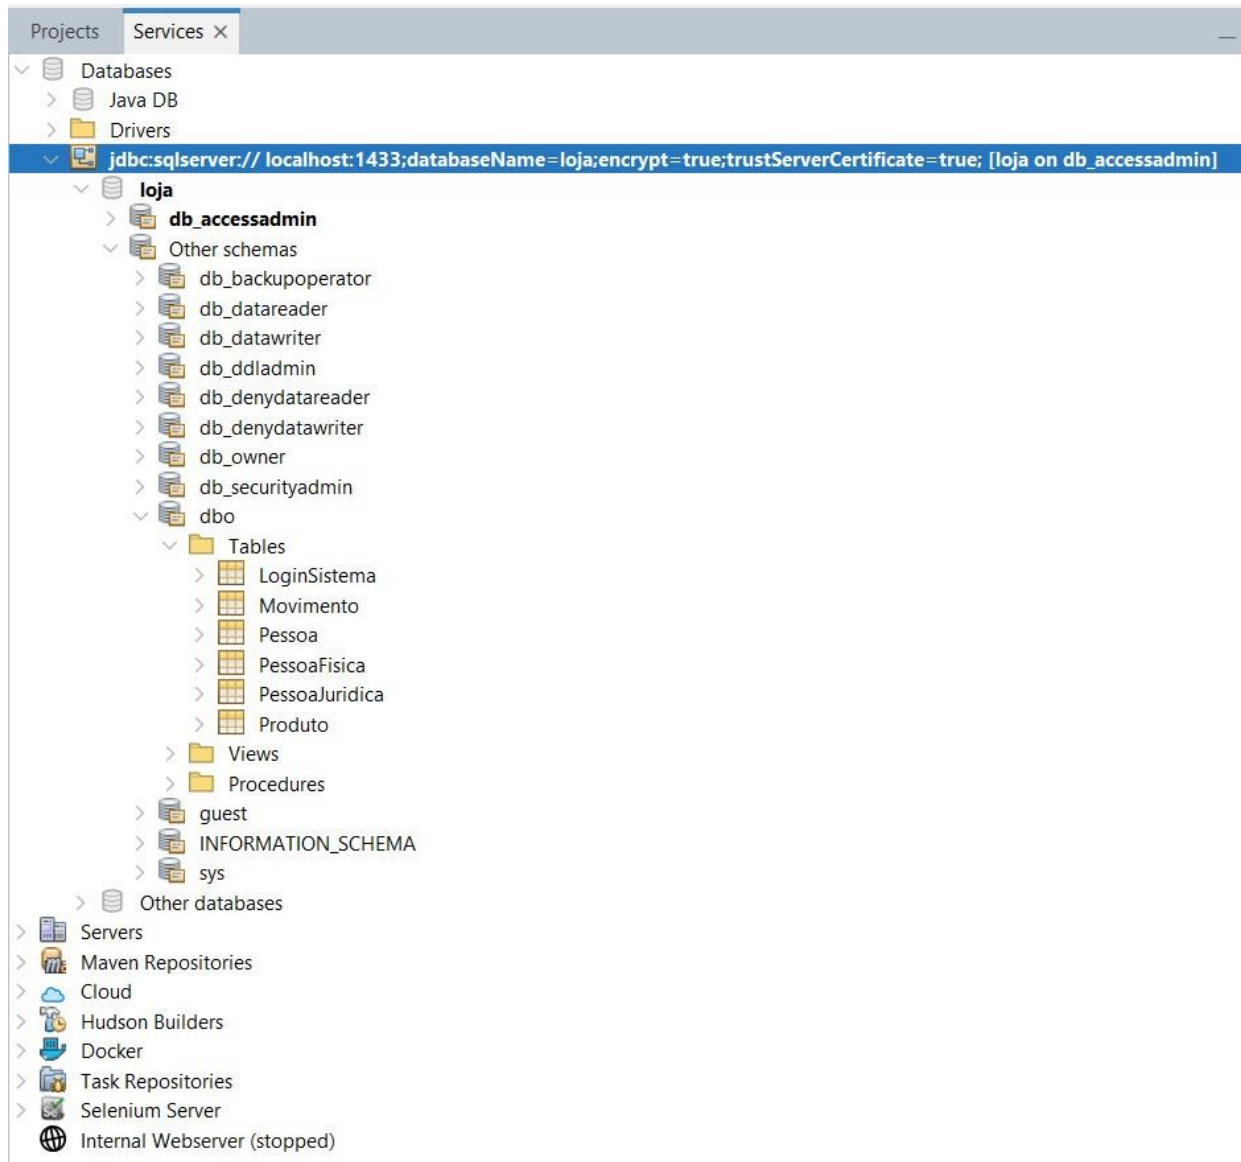 Projects Services ×
Databases
Java DB
Drivers
jdbc:sqlserver:// localhost:1433;databaseName=loja;encrypt=true;trustServerCertificate=true; [loja on db_accessadmin]
loja
db_accessadmin
Other schemas
db_backupoperator
db_datareader
db_datawriter
db_ddladmin
db_denydatareader
db_denydatawriter
db_owner
db_securityadmin
dbo
Tables
LoginSistema
Movimento
Pessoa
PessoaFisica
PessoaJuridica
Produto
Views
Procedures
guest
INFORMATION_SCHEMA
sys
Other databases
Servers
Maven Repositories
Cloud
Hudson Builders
Docker
Task Repositories
Selenium Server
Internal Webserver (stopped)